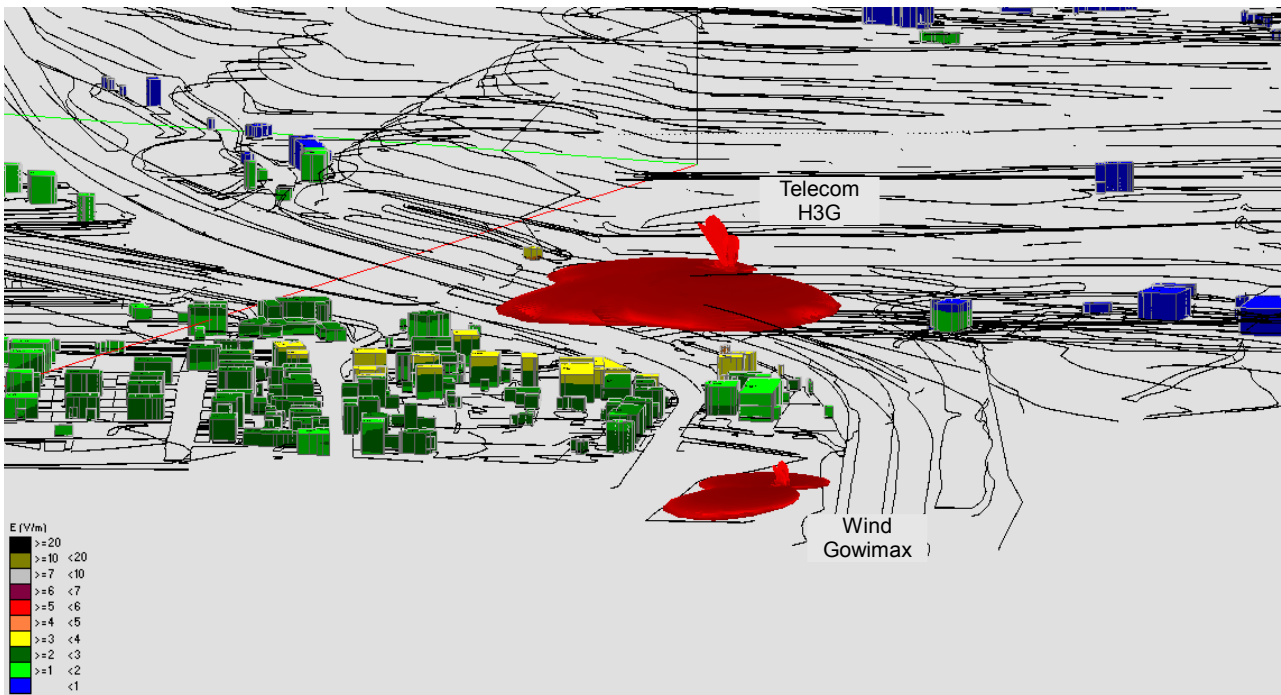 Telecom
H3G
Wind
Gowimax
E (V/m)
>=20
>=10 <20
>=7 <10
>=6 <7
>=5 <6
>=4 <5
>=3 <4
>=2 <3
>=1 <2
<1